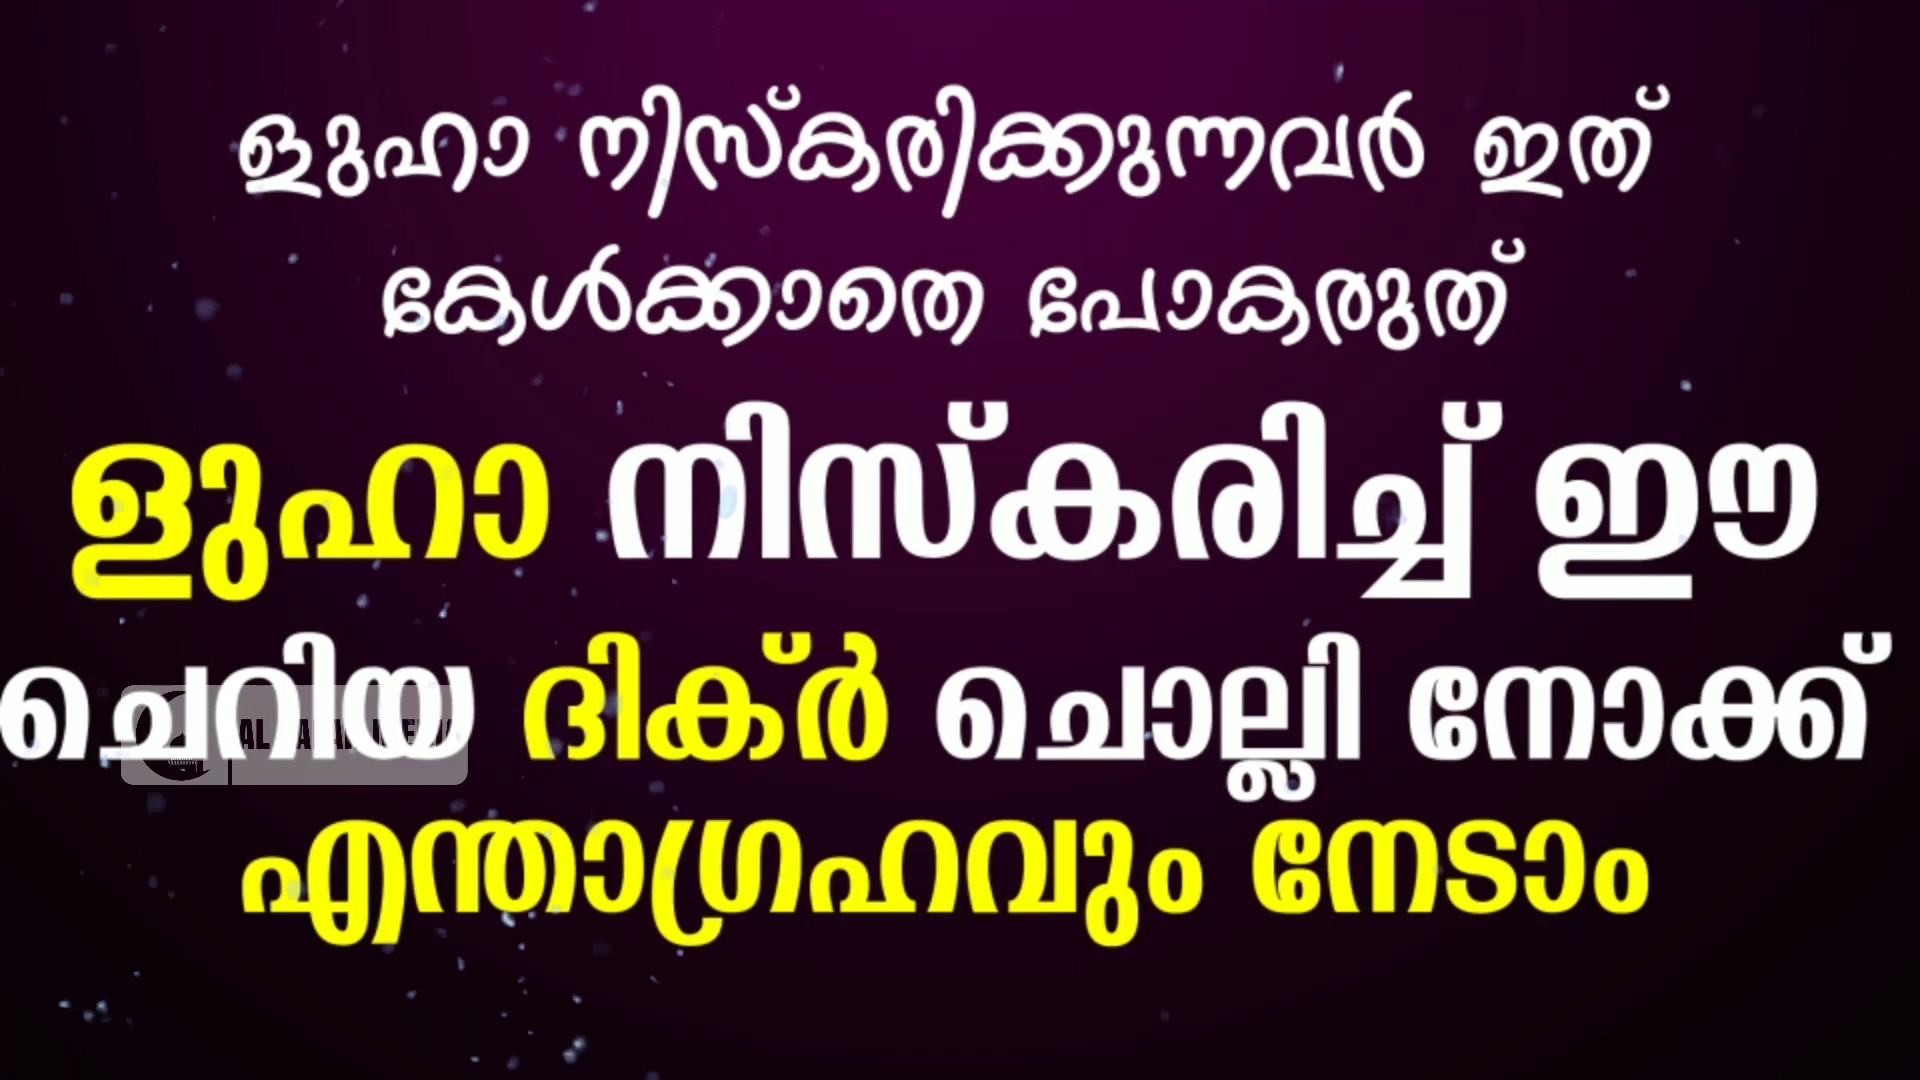 ളുഹാ നിസ്കരിക്കുന്നവർ ഇത്
കേൾക്കാതെ പോകരുത്
ളുഹാ നിസ്കരിച്ച് ഈ
ചെറിയ ദിക്ർ ചൊല്ലി നോക്ക്
എന്താഗ്രഹവും നേടാം